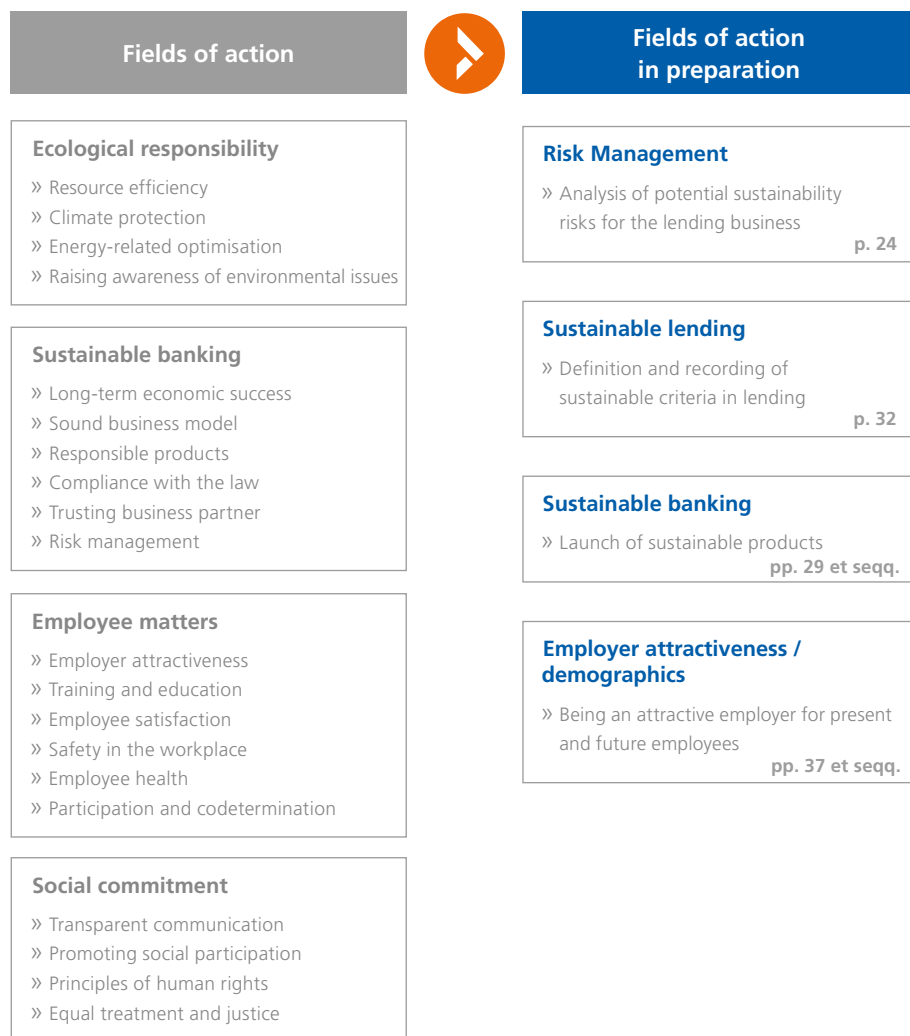 Fields of action
Ecological responsibility
» Resource efficiency
» Climate protection
» Energy-related optimisation
» Raising awareness of environmental issues
Sustainable banking
» Long-term economic success
» Sound business model
» Responsible products
» Compliance with the law
» Trusting business partner
» Risk management
Employee matters
» Employer attractiveness
» Training and education
» Employee satisfaction
» Safety in the workplace
» Employee health
» Participation and codetermination
Social commitment
» Transparent communication
» Promoting social participation
» Principles of human rights
» Equal treatment and justice
Fields of action
in preparation
Risk Management
» Analysis of potential sustainability
risks for the lending business
p. 24
Sustainable lending
» Definition and recording of
sustainable criteria in lending
p. 32
Sustainable banking
» Launch of sustainable products
pp. 29 et seqq.
Employer attractiveness /
demographics
» Being an attractive employer for present
and future employees
pp. 37 et seqq.